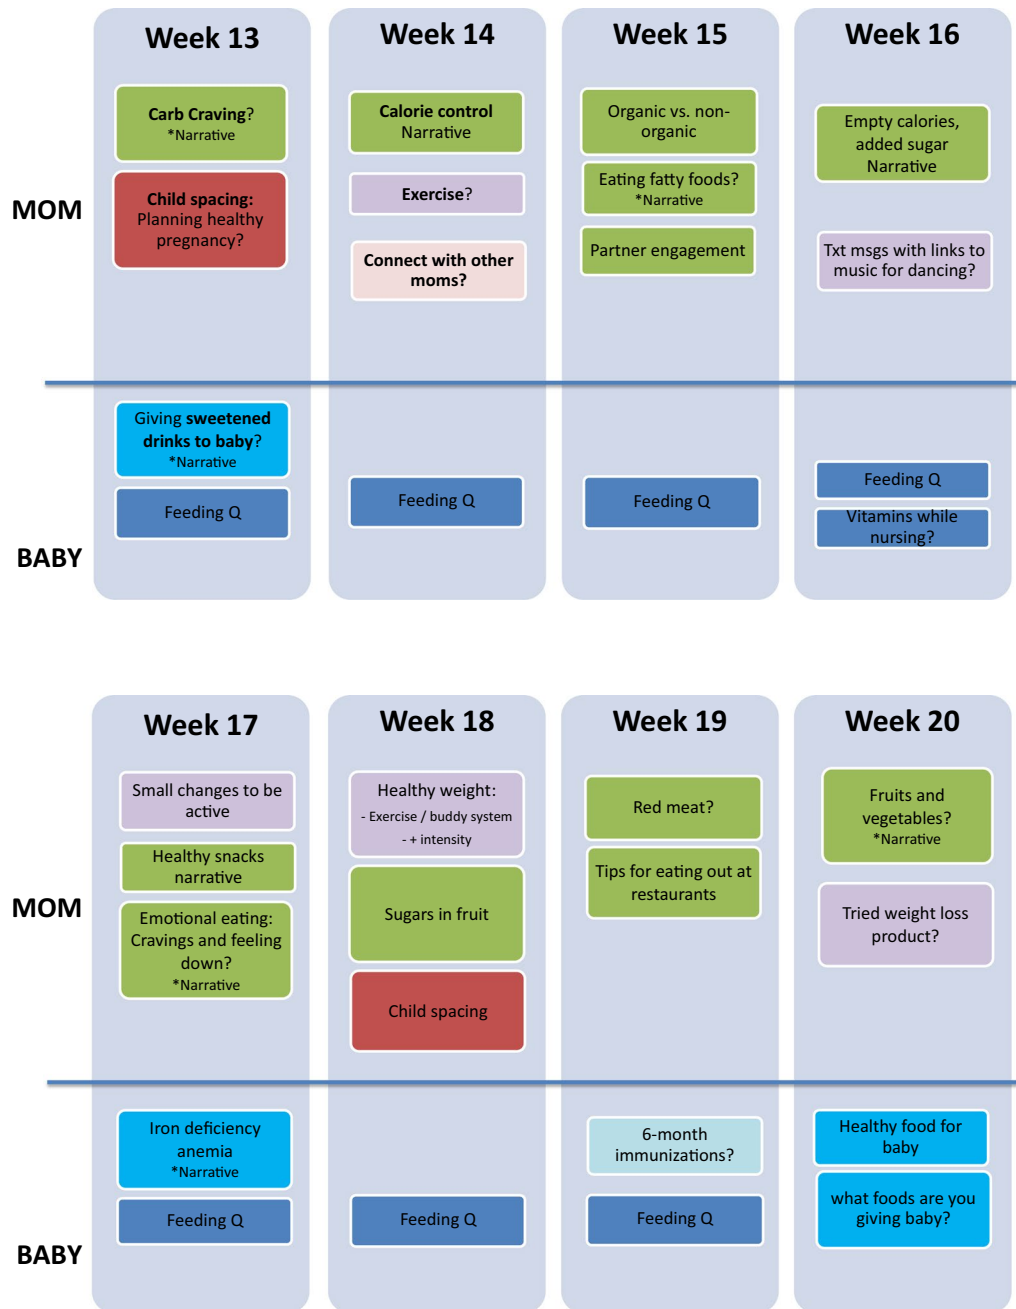 Week 13
Week 14
Week 15
Week 16
MOM
Carb Craving?
*Narrative
Child spacing:
Planning healthy
pregnancy?
Calorie control
Narrative
Exercise?
Connect with other
moms?
Organic vs. non-
organic
Eating fatty foods?
*Narrative
Partner engagement
Empty calories,
added sugar
Narrative
Txt msgs with links to
music for dancing?
BABY
Giving sweetened
drinks to baby?
*Narrative
Feeding Q
Feeding Q
Feeding Q
Feeding Q
Vitamins while
nursing?
Week 17
Week 18
Week 19
Week 20
MOM
Small changes to be
active
Healthy snacks
narrative
Emotional eating:
Cravings and feeling
down?
*Narrative
Healthy weight:
- Exercise / buddy system
- + intensity
Sugars in fruit
Child spacing
Red meat?
Tips for eating out at
restaurants
Fruits and
vegetables?
*Narrative
Tried weight loss
product?
BABY
Iron deficiency
anemia
*Narrative
Feeding Q
Feeding Q
6-month
immunizations?
Feeding Q
Healthy food for
baby
what foods are you
giving baby?